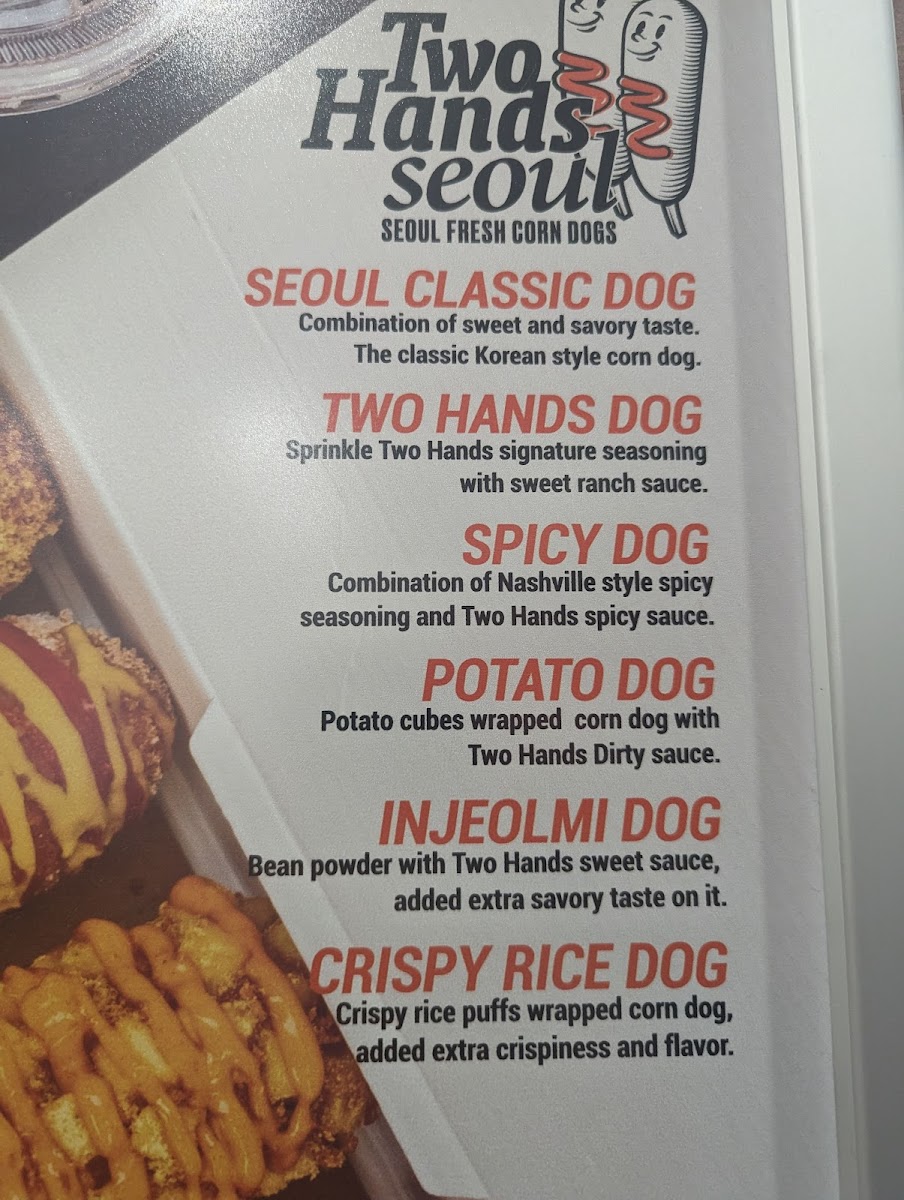 Two
Hands
seoul
SEOUL FRESH CORN DOGS
SEOUL CLASSIC DOG
Combination of sweet and savory taste.
The classic Korean style corn dog.
TWO HANDS DOG
Sprinkle Two Hands signature seasoning
with sweet ranch sauce.
SPICY DOG
Combination of Nashville style spicy
seasoning and Two Hands spicy sauce.
POTATO DOG
Potato cubes wrapped corn dog with
Two Hands Dirty sauce.
INJEOLMI DOG
Bean powder with Two Hands sweet sauce,
added extra savory taste on it.
CRISPY RICE DOG
Crispy rice puffs wrapped corn dog,
added extra crispiness and flavor.